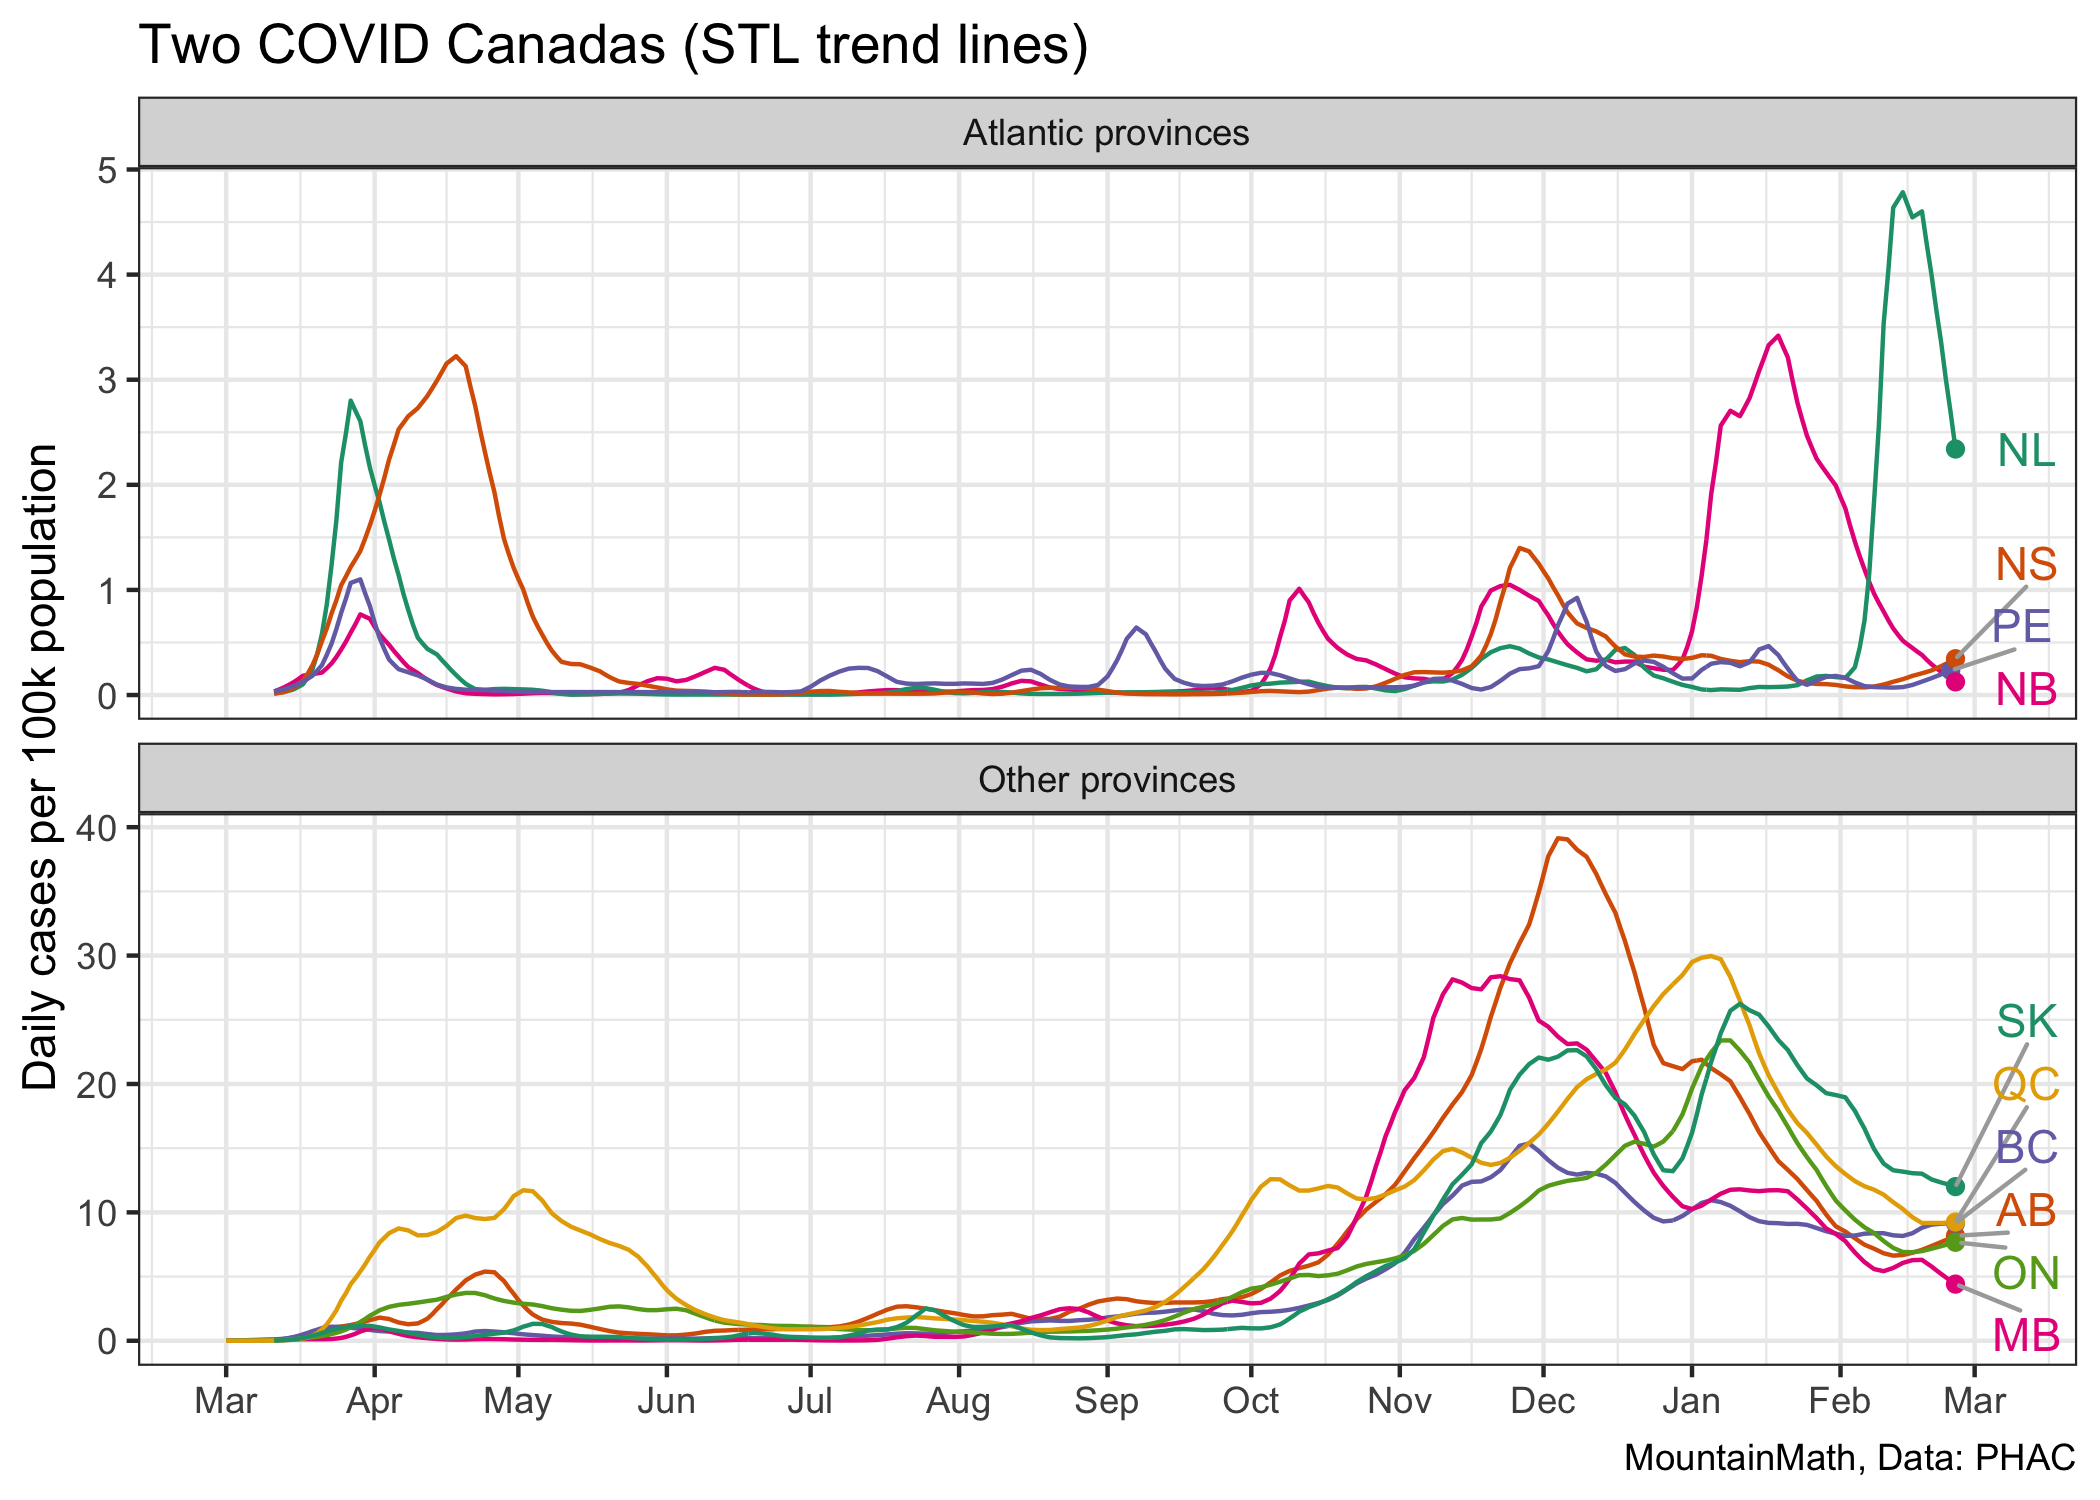 Two COVID Canadas (STL trend lines)
Atlantic provinces
Daily cases per 100k population
5
4
3
2
1
0
NL
NS
PE
NB
Other provinces
40
30
20
10
0
SK
QC
BC
AB
ON
MB
Mar Apr May Jun Jul Aug Sep Oct Nov Dec Jan Feb Mar
MountainMath, Data: PHAC